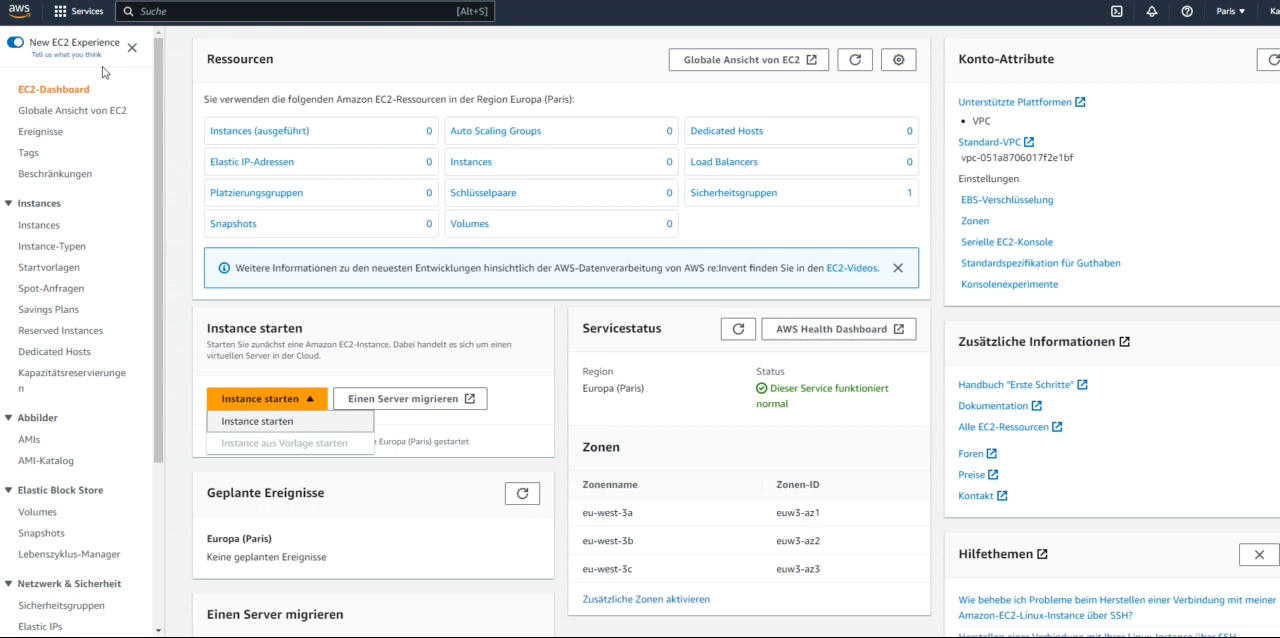 aws
Services
Suche
[Alt+S]
Paris ▼
Ka
New EC2 Experience
Tell us what you think
EC2-Dashboard
Globale Ansicht von EC2
Ereignisse
Tags
Beschränkungen
Instances
Instances
Instance-Typen
Startvorlagen
Spot-Anfragen
Savings Plans
Reserved Instances
Dedicated Hosts
Kapazitätsreservierunge
n
Abbilder
AMIs
AMI-Katalog
Elastic Block Store
Volumes
Snapshots
Lebenszyklus-Manager
Netzwerk & Sicherheit
Sicherheitsgruppen
Elastic IPs
Ressourcen
Globale Ansicht von EC2
Sie verwenden die folgenden Amazon EC2-Ressourcen in der Region Europa (Paris):
Instances (ausgeführt) 0
Auto Scaling Groups 0
Dedicated Hosts 0
Elastic IP-Adressen 0
Instances 0
Load Balancers 0
Platzierungsgruppen 0
Schlüsselpaare 0
Sicherheitsgruppen 1
Snapshots 0
Volumes 0
Weitere Informationen zu den neuesten Entwicklungen hinsichtlich der AWS-Datenverarbeitung von AWS re:Invent finden Sie in den EC2-Videos.
Instance starten
Starten Sie zunächst eine Amazon EC2-Instance. Dabei handelt es sich um einen
virtuellen Server in der Cloud.
Instance starten ▲
Einen Server migrieren
Instance starten
Instance aus Vorlage starten
Europa (Paris) gestartet
Geplante Ereignisse
Europa (Paris)
Keine geplanten Ereignisse
Einen Server migrieren
Servicestatus
AWS Health Dashboard
Region
Europa (Paris)
Status
Dieser Service funktioniert
normal
Zonen
Zonenname
Zonen-ID
eu-west-3a
euw3-az1
eu-west-3b
euw3-az2
eu-west-3c
euw3-az3
Zusätzliche Zonen aktivieren
Konto-Attribute
Unterstützte Plattformen
• VPC
Standard-VPC
vpc-051a8706017f2e1bf
Einstellungen
EBS-Verschlüsselung
Zonen
Serielle EC2-Konsole
Standardspezifikation für Guthaben
Konsolenexperimente
Zusätzliche Informationen
Handbuch "Erste Schritte"
Dokumentation
Alle EC2-Ressourcen
Foren
Preise
Kontakt
Hilfethemen
Wie behebe ich Probleme beim Herstellen einer Verbindung mit meiner
Amazon-EC2-Linux-Instance über SSH?
Herstellen einer Verbindung mit Ihrer Linux-Instance über SSH